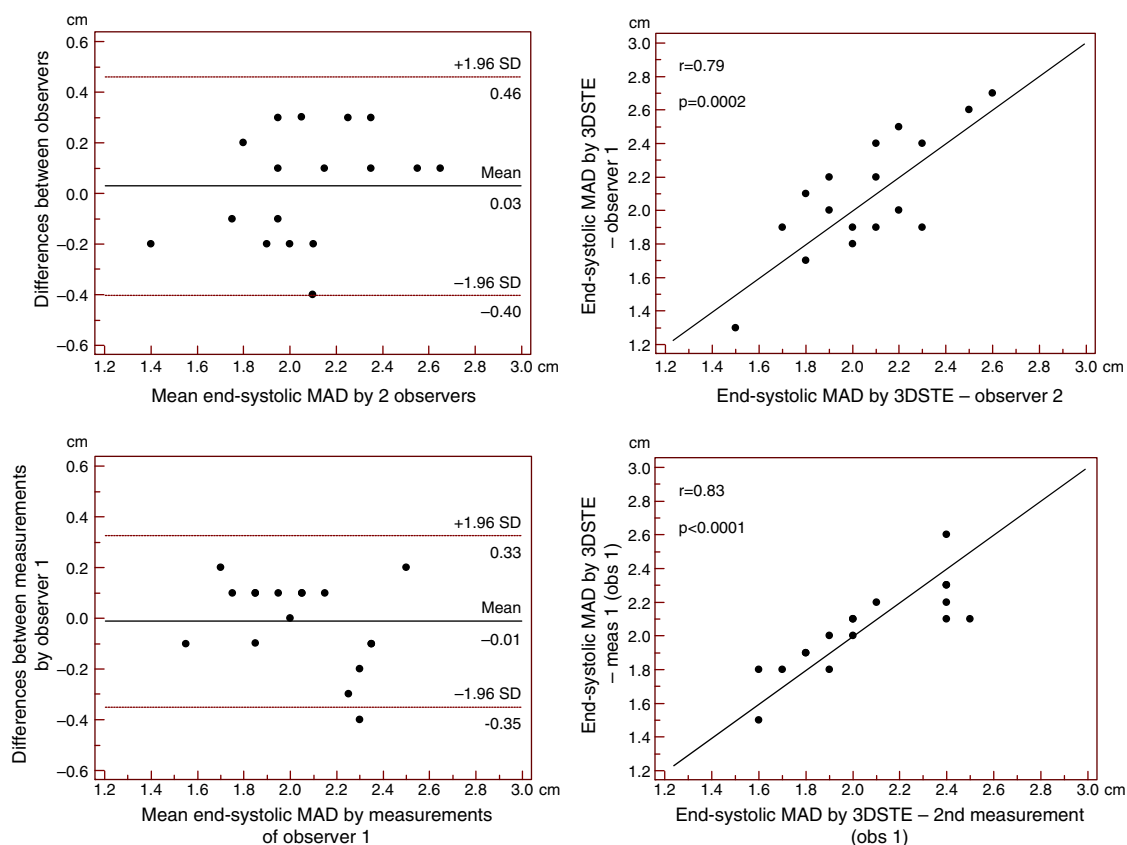 cm
0.6
0.4
0.2
0.0
–0.2
–0.4
–0.6
Differences between observers
+1.96 SD
0.46
Mean
0.03
–1.96 SD
–0.40
1.2 1.4 1.6 1.8 2.0 2.2 2.4 2.6 2.8 3.0 cm
Mean end-systolic MAD by 2 observers
cm
3.0
2.8
2.6
2.4
2.2
2.0
1.8
1.6
1.4
1.2
End-systolic MAD by 3DSTE
– observer 1
r=0.79
p=0.0002
1.2 1.4 1.6 1.8 2.0 2.2 2.4 2.6 2.8 3.0 cm
End-systolic MAD by 3DSTE – observer 2
cm
0.6
0.4
0.2
0.0
–0.2
–0.4
–0.6
Differences between measurements
by observer 1
+1.96 SD
0.33
Mean
–0.01
–1.96 SD
-0.35
1.2 1.4 1.6 1.8 2.0 2.2 2.4 2.6 2.8 3.0 cm
Mean end-systolic MAD by measurements
of observer 1
cm
3.0
2.8
2.6
2.4
2.2
2.0
1.8
1.6
1.4
1.2
End-systolic MAD by 3DSTE
– meas 1 (obs 1)
r=0.83
p<0.0001
1.2 1.4 1.6 1.8 2.0 2.2 2.4 2.6 2.8 3.0 cm
End-systolic MAD by 3DSTE – 2nd measurement
(obs 1)